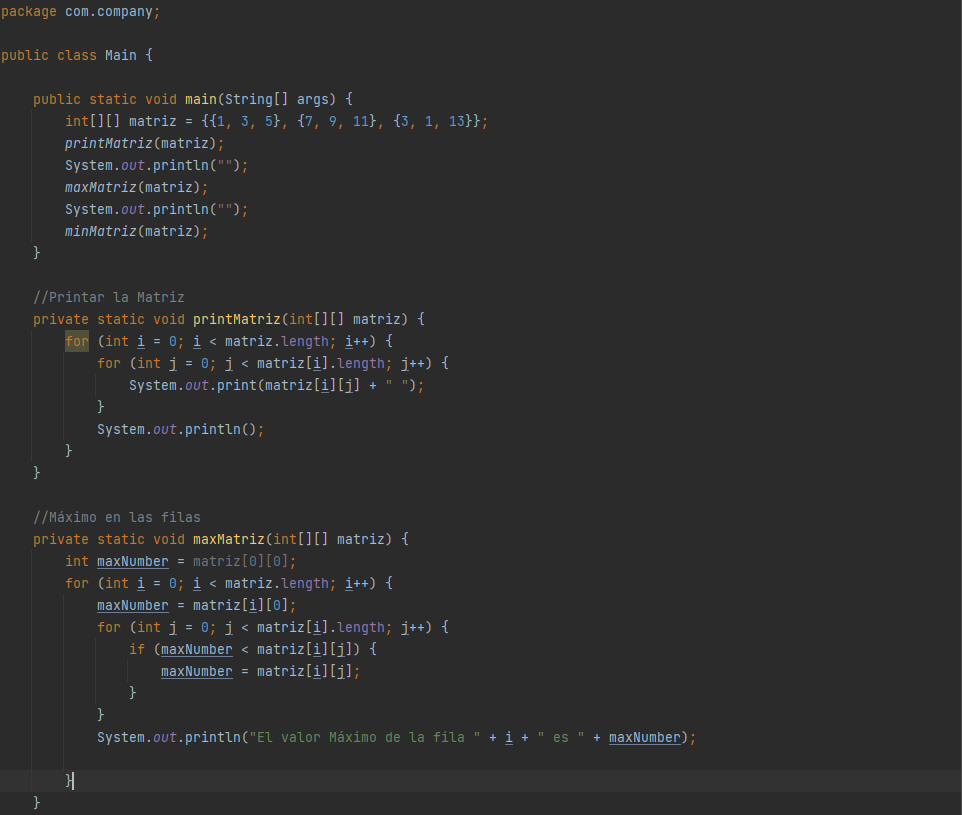 package com.company;
public class Main {
public static void main(String[] args) {
int[][] matriz = {{1, 3, 5}, {7, 9, 11}, {3, 1, 13}};
printMatriz(matriz);
System.out.println("");
maxMatriz(matriz);
System.out.println("");
minMatriz(matriz);
}
//Printar la Matriz
private static void printMatriz(int[][] matriz) {
for (int i = 0; i < matriz.length; i++) {
for (int j = 0; j < matriz[i].length; j++) {
System.out.print(matriz[i][j] + " ");
}
System.out.println();
}
}
//Máximo en las filas
private static void maxMatriz(int[][] matriz) {
int maxNumber = matriz[0][0];
for (int i = 0; i < matriz.length; i++) {
maxNumber = matriz[i][0];
for (int j = 0; j < matriz[i].length; j++) {
if (maxNumber < matriz[i][j]) {
maxNumber = matriz[i][j];
}
}
System.out.println("El valor Máximo de la fila " + i + " es " + maxNumber);
}
}